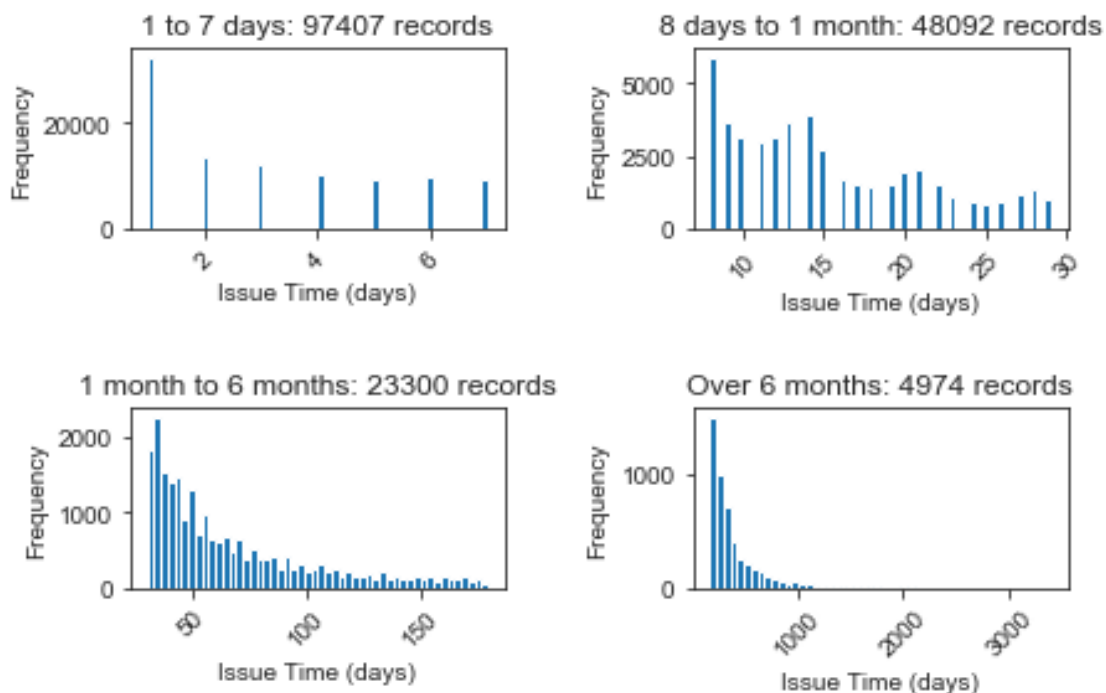 1 to 7 days: 97407 records
Frequency
20000
0
2
4
6
Issue Time (days)
8 days to 1 month: 48092 records
Frequency
5000
2500
0
10
15
20
25
30
Issue Time (days)
1 month to 6 months: 23300 records
Frequency
2000
1000
0
50
100
150
Issue Time (days)
Over 6 months: 4974 records
Frequency
1000
0
1000
2000
3000
Issue Time (days)